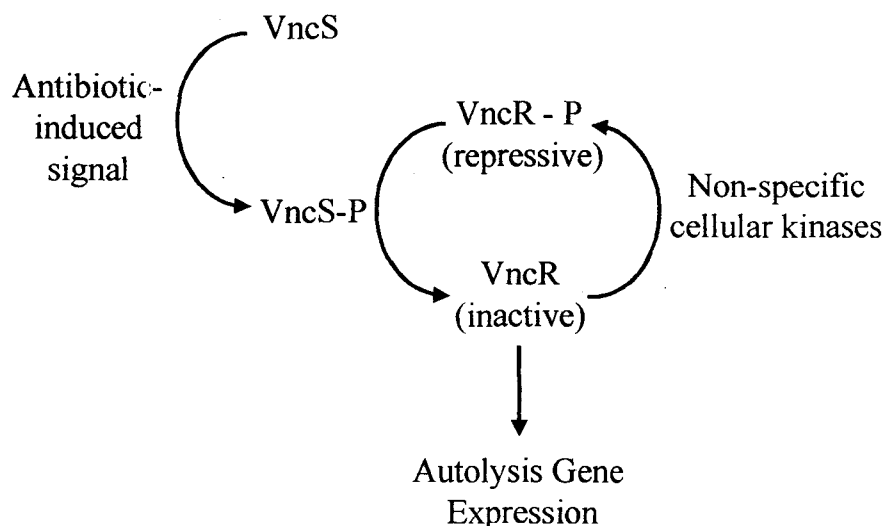 VncS
Antibiotic-
induced
signal
VncR - P
(repressive)
Non-specific
cellular kinases
VncS-P
VncR
(inactive)
Autolysis Gene
Expression